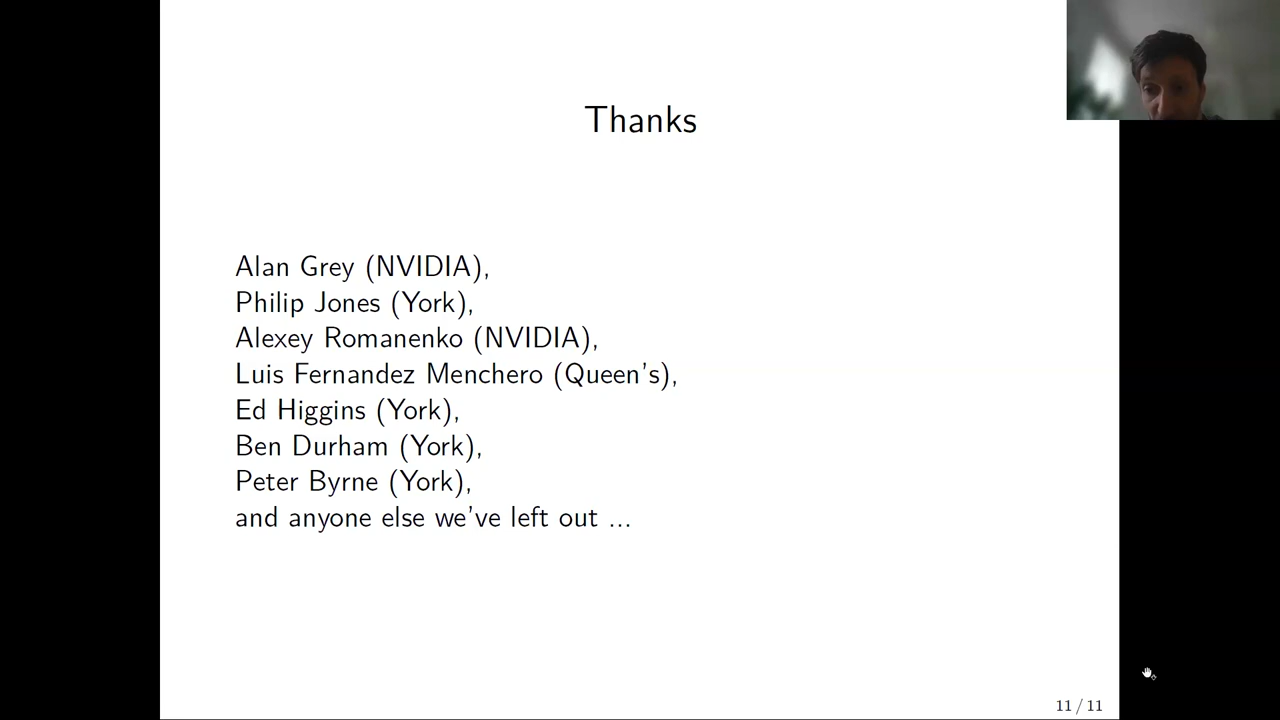 Thanks
Alan Grey (NVIDIA),
Philip Jones (York),
Alexey Romanenko (NVIDIA),
Luis Fernandez Menchero (Queen's),
Ed Higgins (York),
Ben Durham (York),
Peter Byrne (York),
and anyone else we've left out ...
11 / 11